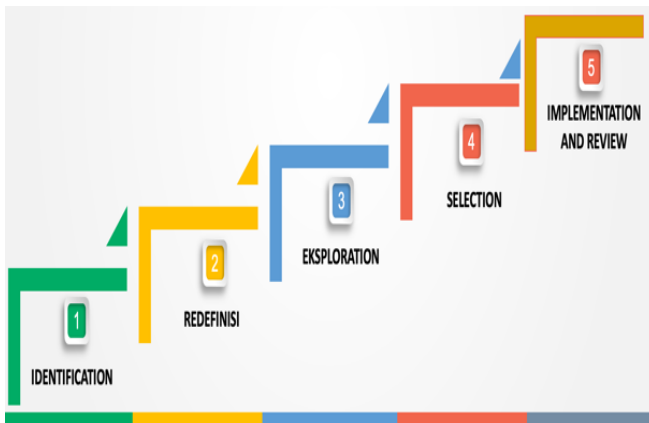 1
IDENTIFICATION
2
REDEFINISI
3
EKSPLORATION
4
SELECTION
5
IMPLEMENTATION
AND REVIEW